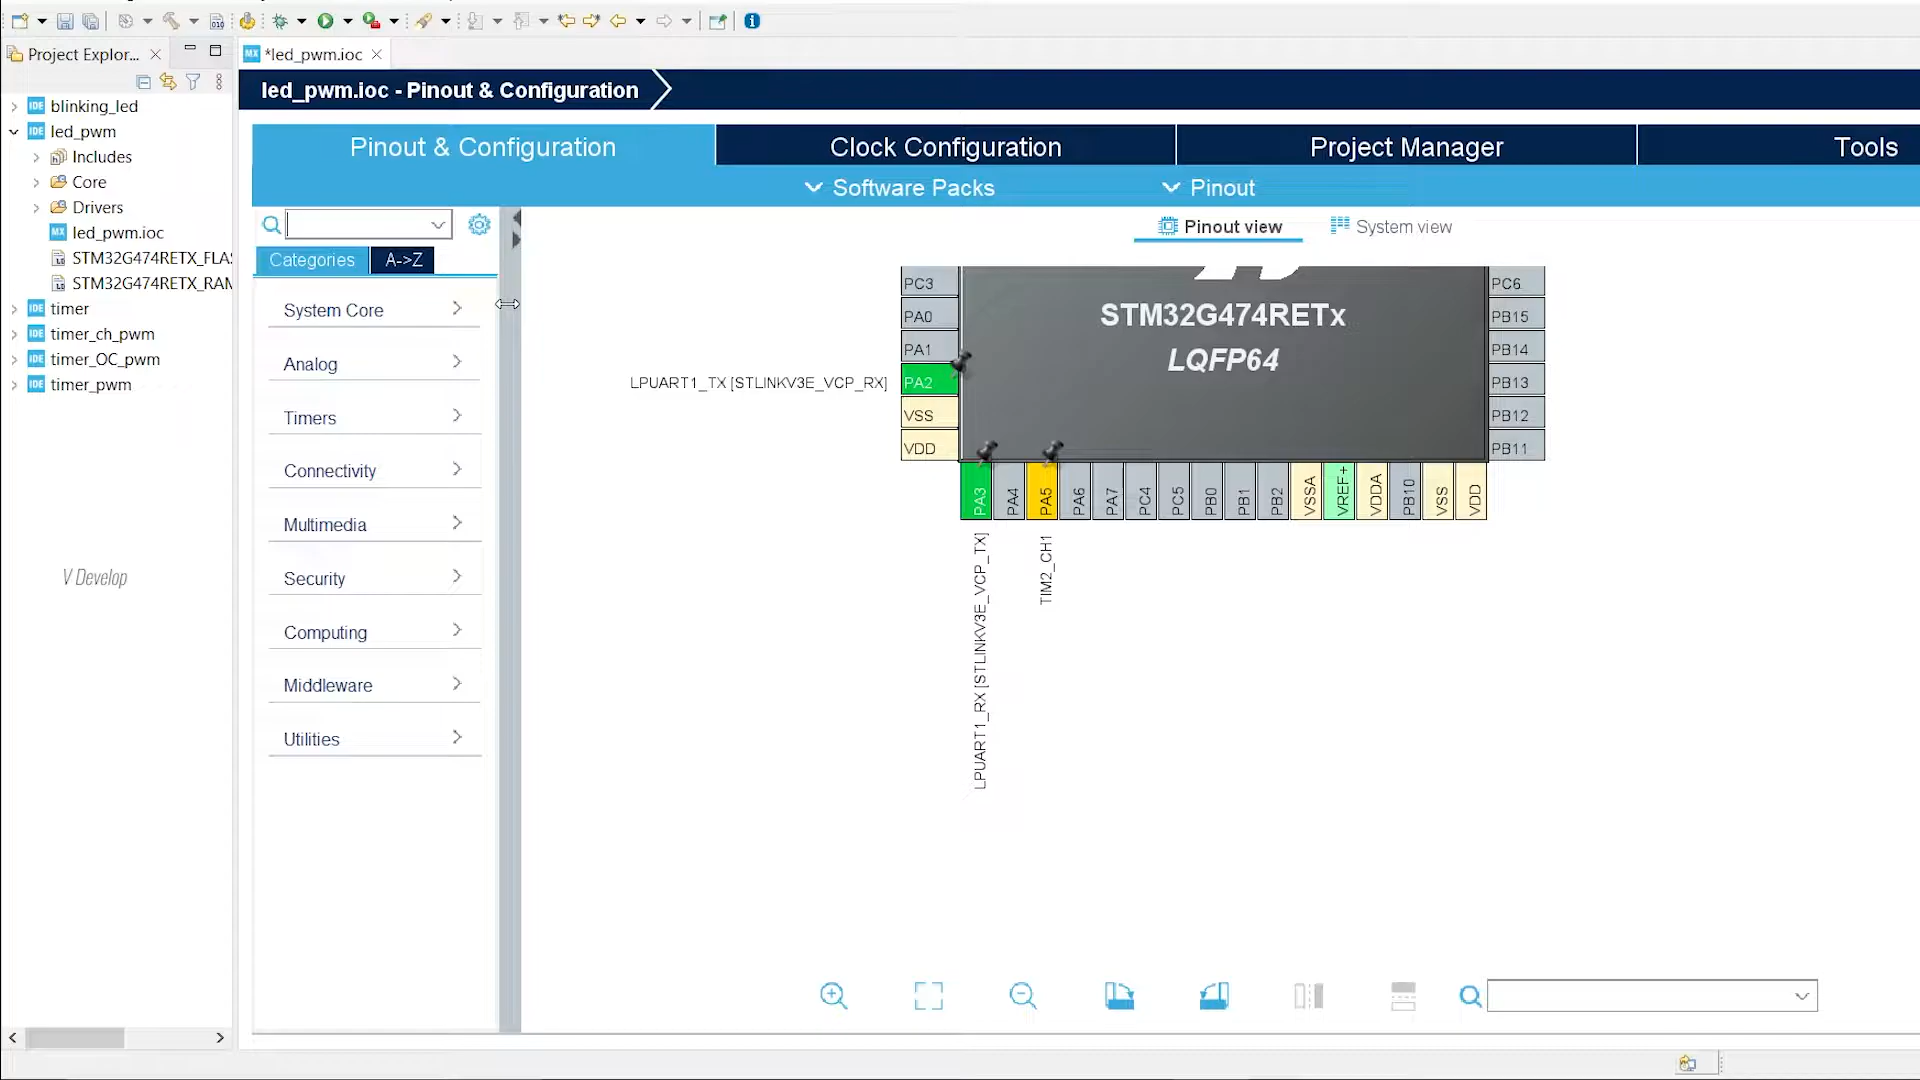 Project Explor...
*led_pwm.ioc
led_pwm.ioc - Pinout & Configuration
blinking_led
led_pwm
Includes
Core
Drivers
led_pwm.ioc
STM32G474RETX_FLA
STM32G474RETX_RAM
timer
timer_ch_pwm
timer_OC_pwm
timer_pwm
V Develop
Pinout & Configuration
Clock Configuration
Project Manager
Tools
Software Packs
Pinout
Categories
A->Z
System Core
Analog
Timers
Connectivity
Multimedia
Security
Computing
Middleware
Utilities
Pinout view
System view
PC3
PA0
PA1
LPUART1_TX [STLINKV3E_VCP_RX]
PA2
VSS
VDD
STM32G474RETx
LQFP64
PC6
PB15
PB14
PB13
PB12
PB11
PA3
PA4
PA5
PA6
PA7
PC4
PC5
PB0
PB1
PB2
VSSA
VREF+
VDDA
PB10
VSS
VDD
LPUART1_RX [STLINKV3E_VCP_TX]
TIM2_CH1